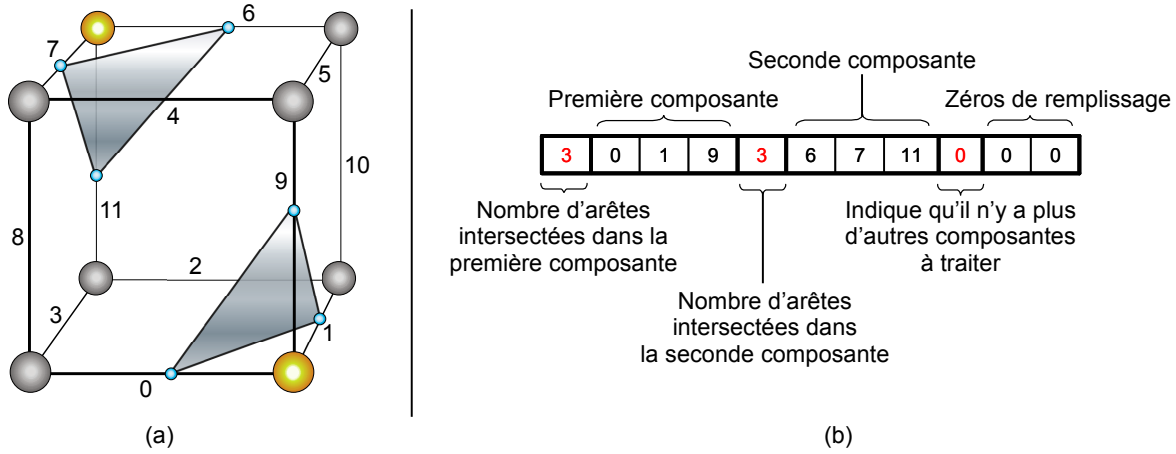 6
7
5
4
10
9
11
8
2
3
1
0
(a)
Seconde composante
Première composante
Zéros de remplissage
3 0 1 9 3 6 7 11 0 0 0
Nombre d'arêtes
intersectées dans la
première composante
Indique qu'il n'y a plus
d'autres composantes
à traiter
Nombre d'arêtes
intersectées dans
la seconde composante
(b)